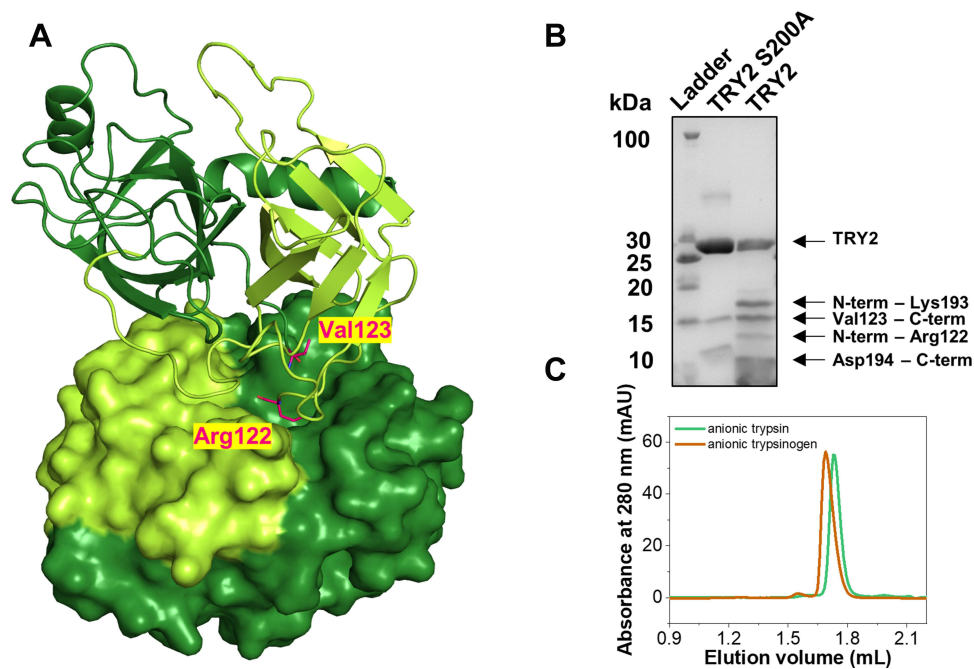 A
Val123
Arg122
B
Ladder
TRY2 S200A
TRY2
kDa
100
30
25
20
15
10
TRY2
N-term – Lys193
Val123 – C-term
N-term – Arg122
Asp194 – C-term
C
anionic trypsin
anionic trypsinogen
Absorbance at 280 nm (mAU)
60
40
20
0
0.9 1.2 1.5 1.8 2.1
Elution volume (mL)